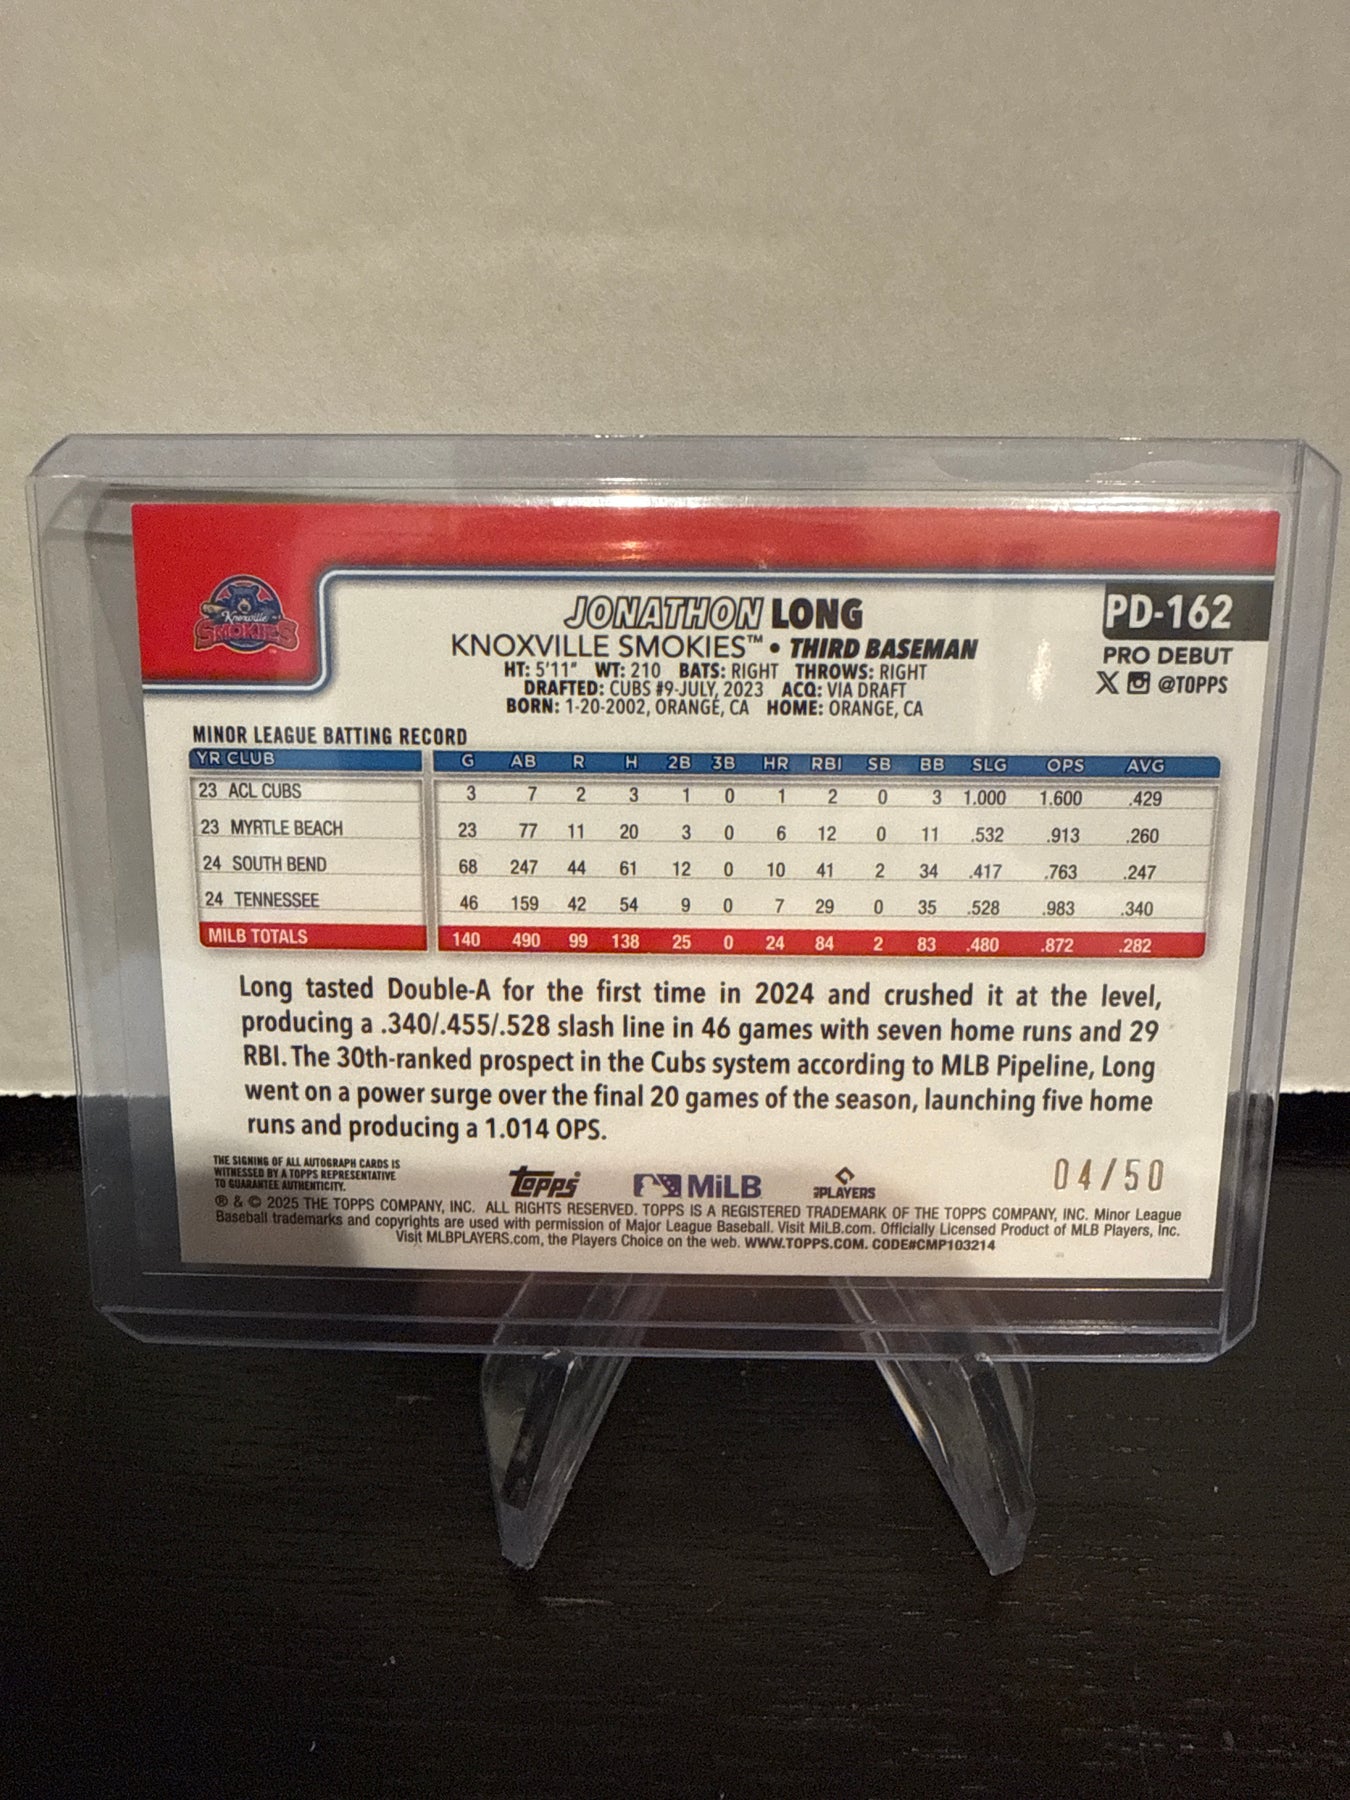 Knoxville
SMOKIES
JONATHON LONG
KNOXVILLE SMOKIES™ • THIRD BASEMAN
HT: 5'11" WT: 210 BATS: RIGHT THROWS: RIGHT
DRAFTED: CUBS #9-JULY, 2023 ACQ: VIA DRAFT
BORN: 1-20-2002, ORANGE, CA HOME: ORANGE, CA
PD-162
PRO DEBUT
X @TOPPS
MINOR LEAGUE BATTING RECORD
YR CLUB G AB R H 2B 3B HR RBI SB BB SLG OPS AVG
23 ACL CUBS 3 7 2 3 1 0 1 2 0 3 1.000 1.600 .429
23 MYRTLE BEACH 23 77 11 20 3 0 6 12 0 11 .532 .913 .260
24 SOUTH BEND 68 247 44 61 12 0 10 41 2 34 .417 .763 .247
24 TENNESSEE 46 159 42 54 9 0 7 29 0 35 .528 .983 .340
MILB TOTALS 140 490 99 138 25 0 24 84 2 83 .480 .872 .282
Long tasted Double-A for the first time in 2024 and crushed it at the level,
producing a .340/.455/.528 slash line in 46 games with seven home runs and 29
RBI. The 30th-ranked prospect in the Cubs system according to MLB Pipeline, Long
went on a power surge over the final 20 games of the season, launching five home
runs and producing a 1.014 OPS.
THE SIGNING OF ALL AUTOGRAPH CARDS IS
WITNESSED BY A TOPPS REPRESENTATIVE
TO GUARANTEE AUTHENTICITY.
Topps MiLB PLAYERS
04/50
® & © 2025 THE TOPPS COMPANY, INC. ALL RIGHTS RESERVED. TOPPS IS A REGISTERED TRADEMARK OF THE TOPPS COMPANY, INC. Minor League
Baseball trademarks and copyrights are used with permission of Major League Baseball. Visit MiLB.com. Officially Licensed Product of MLB Players, Inc.
Visit MLBPLAYERS.com, the Players Choice on the web. WWW.TOPPS.COM. CODE#CMP103214